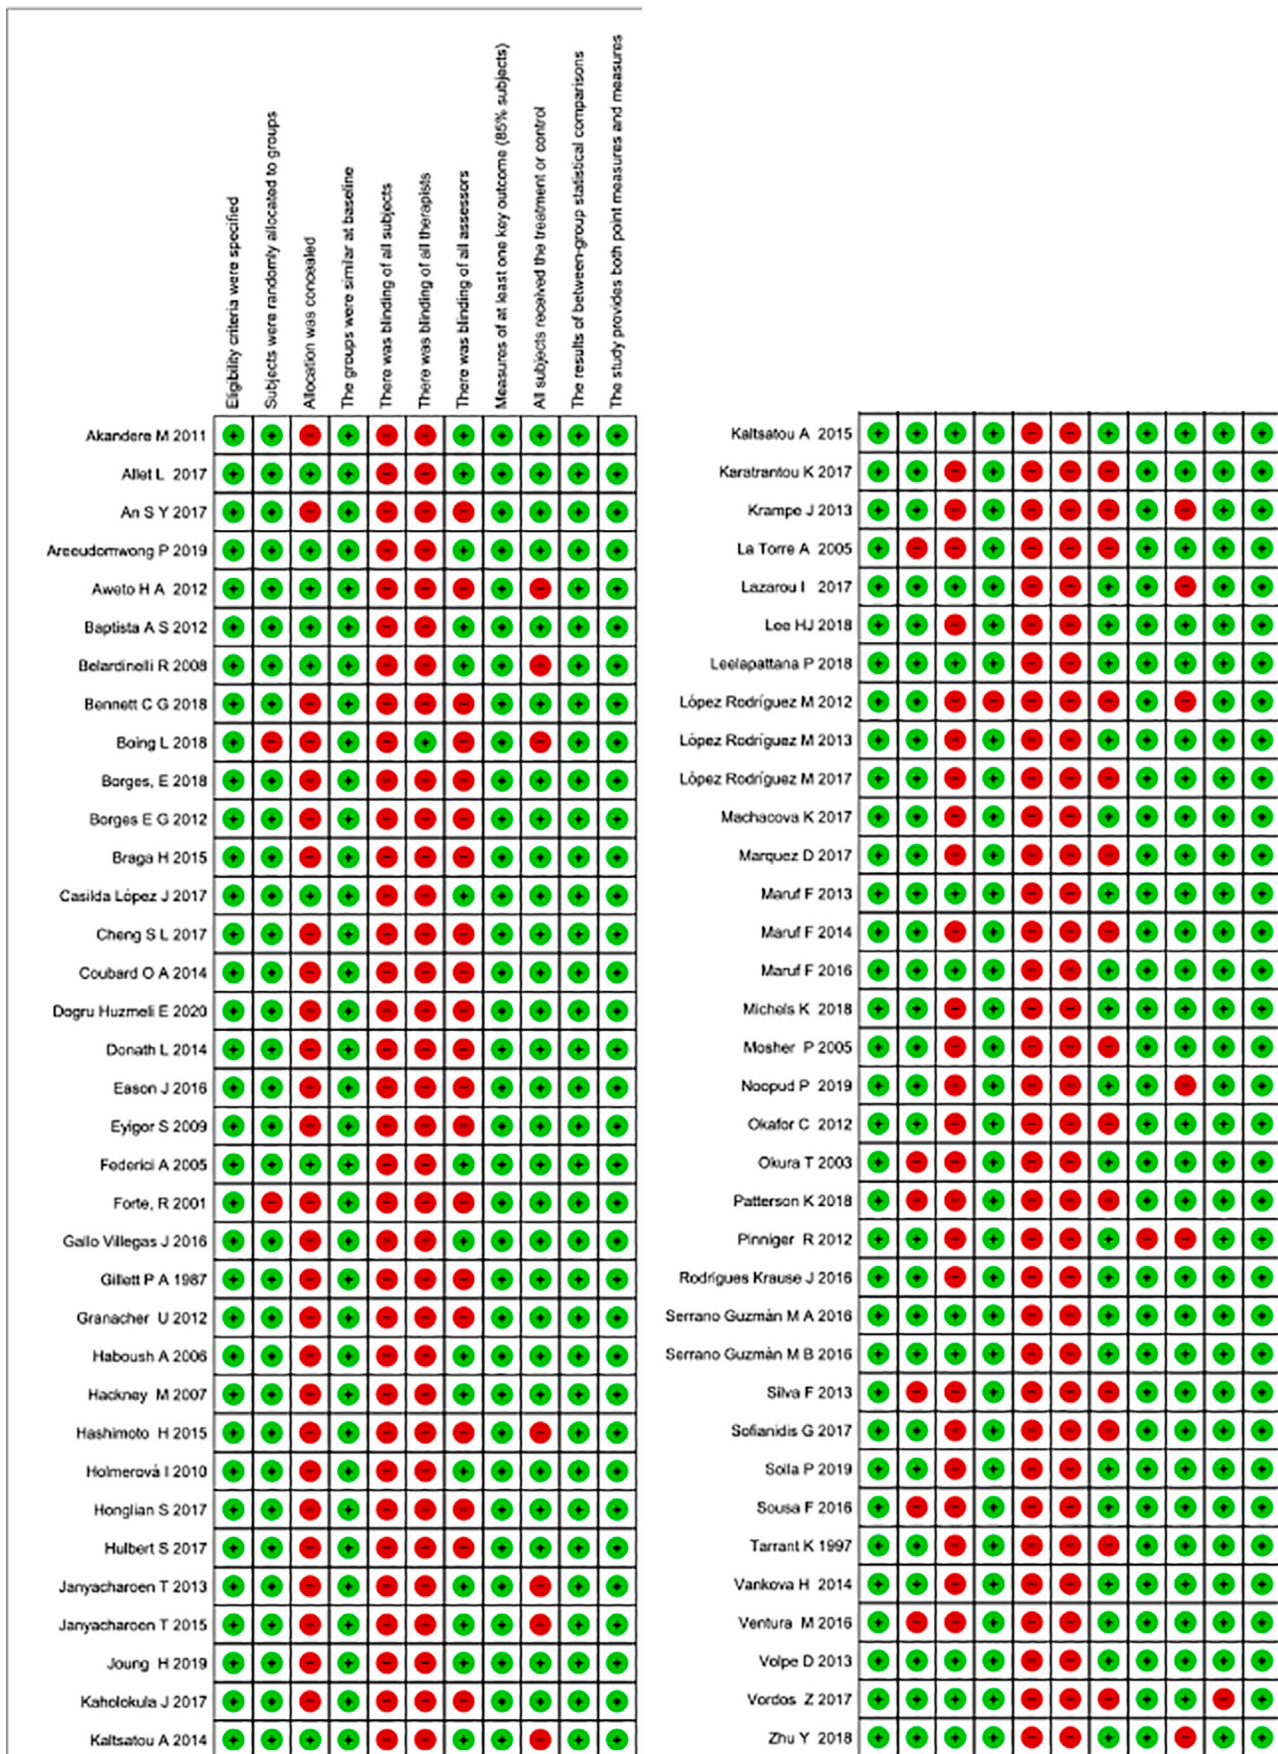 Eligibility criteria were specified
Subjects were randomly allocated to groups
Allocation was concealed
The groups were similar at baseline
There was blinding of all subjects
There was blinding of all therapists
There was blinding of all assessors
Measures of at least one key outcome (85% subjects)
All subjects received the treatment or control
The results of between-group statistical comparisons
The study provides both point measures and measures
Akandere M 2011
Allet L 2017
An S Y 2017
Areeudomwong P 2019
Aweto H A 2012
Baptista A S 2012
Belardinelli R 2008
Bennett C G 2018
Boing L 2018
Borges, E 2018
Borges E G 2012
Braga H 2015
Casilda López J 2017
Cheng S L 2017
Coubard O A 2014
Dogru Huzmeli E 2020
Donath L 2014
Eason J 2016
Eyigor S 2009
Federici A 2005
Forte, R 2001
Gallo Villegas J 2016
Gillett P A 1987
Granacher U 2012
Haboush A 2006
Hackney M 2007
Hashimoto H 2015
Holmerová I 2010
Honglian S 2017
Hulbert S 2017
Janyacharoen T 2013
Janyacharoen T 2015
Joung H 2019
Kaholokula J 2017
Kaltsatou A 2014
Kaltsatou A 2015
Karatrantou K 2017
Krampe J 2013
La Torre A 2005
Lazarou I 2017
Lee HJ 2018
Leelapattana P 2018
López Rodríguez M 2012
López Rodríguez M 2013
López Rodríguez M 2017
Machacova K 2017
Marquez D 2017
Maruf F 2013
Maruf F 2014
Maruf F 2016
Michels K 2018
Mosher P 2005
Noopud P 2019
Okafor C 2012
Okura T 2003
Patterson K 2018
Pinniger R 2012
Rodrigues Krause J 2016
Serrano Guzmán M A 2016
Serrano Guzmán M B 2016
Silva F 2013
Sofianidis G 2017
Solla P 2019
Sousa F 2016
Tarrant K 1997
Vankova H 2014
Ventura M 2016
Volpe D 2013
Vordos Z 2017
Zhu Y 2018